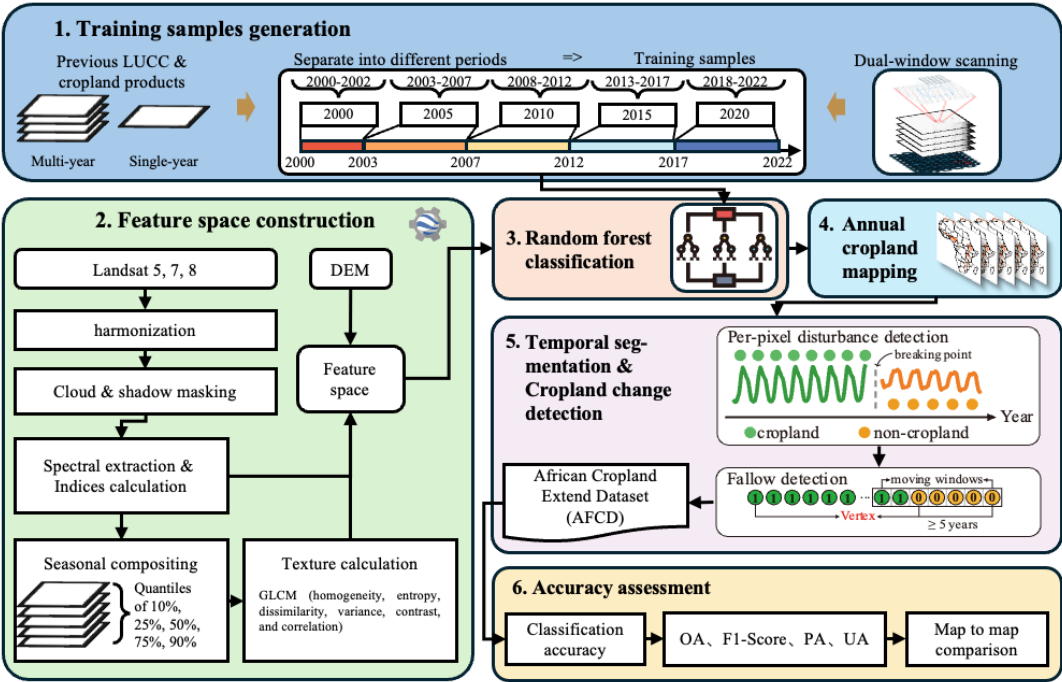 1. Training samples generation
Previous LUCC &
cropland products
Multi-year
Single-year
Separate into different periods => Training samples
2000-2002 2003-2007 2008-2012 2013-2017 2018-2022
2000 2005 2010 2015 2020
2000 2003 2007 2012 2017 2022
Dual-window scanning
2. Feature space construction
Landsat 5, 7, 8
harmonization
Cloud & shadow masking
Spectral extraction &
Indices calculation
Seasonal compositing
Quantiles
of 10%,
25%, 50%,
75%, 90%
DEM
Feature
space
Texture calculation
GLCM (homogeneity, entropy,
dissimilarity, variance, contrast,
and correlation)
3. Random forest
classification
4. Annual
cropland
mapping
5. Temporal seg-
mentation &
Cropland change
detection
Per-pixel disturbance detection
breaking point
Year
cropland non-cropland
Fallow detection
moving windows
1 1 1 1 1 1 ... 1 1 0 0 0 0 0
Vertex
≥ 5 years
African Cropland
Extend Dataset
(AFCD)
6. Accuracy assessment
Classification
accuracy
OA、F1-Score、PA、UA
Map to map
comparison